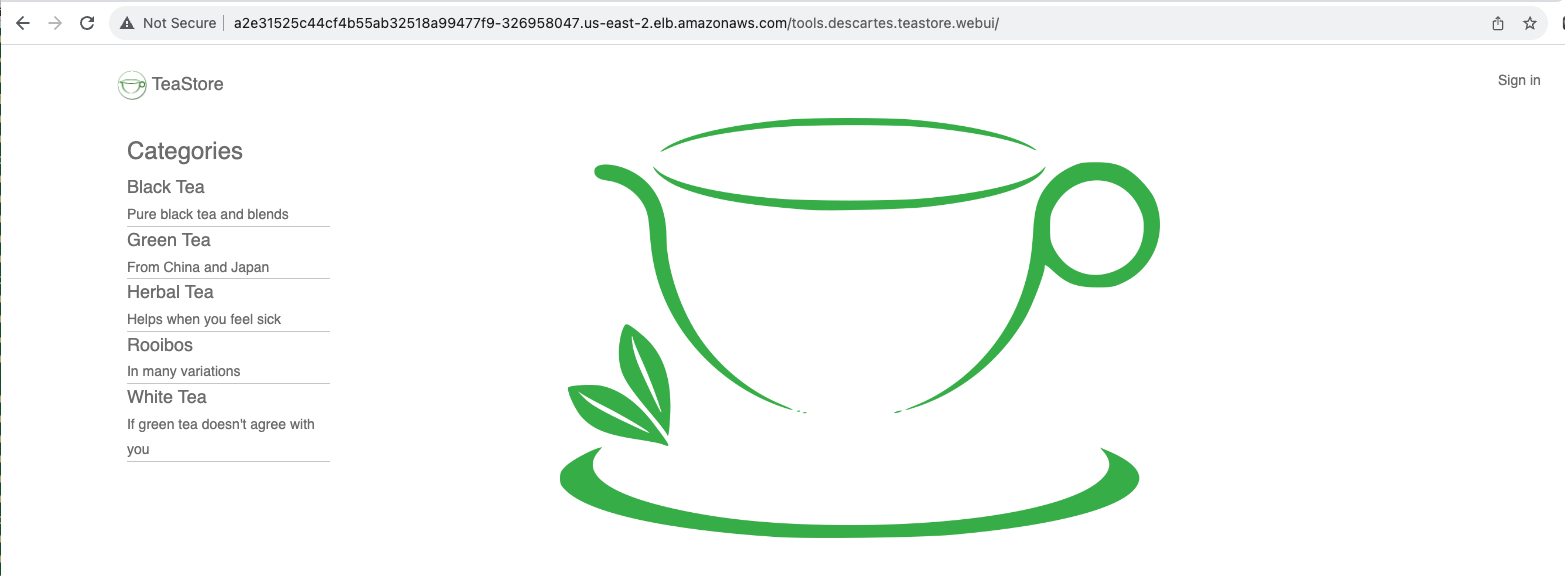 Not Secure | a2e31525c44cf4b55ab32518a99477f9-326958047.us-east-2.elb.amazonaws.com/tools.descartes.teastore.webui/
TeaStore
Sign in
Categories
Black Tea
Pure black tea and blends
Green Tea
From China and Japan
Herbal Tea
Helps when you feel sick
Rooibos
In many variations
White Tea
If green tea doesn't agree with
you